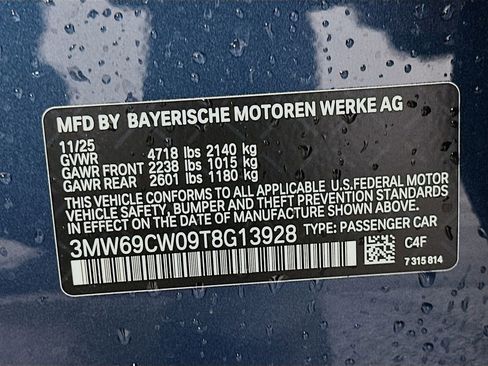 MFD BY BAYERISCHE MOTOREN WERKE AG
11/25
GVWR 4718 lbs 2140 kg
GAWR FRONT 2238 lbs 1015 kg
GAWR REAR 2601 lbs 1180 kg
THIS VEHICLE CONFORMS TO ALL APPLICABLE U.S.FEDERAL MOTOR
VEHICLE SAFETY, BUMPER AND THEFT PREVENTION STANDARDS
IN EFFECT ON THE DATE OF MANUFACTURE SHOWN ABOVE.
3MW69CW09T8G13928 TYPE: PASSENGER CAR
C4F
7 315 814